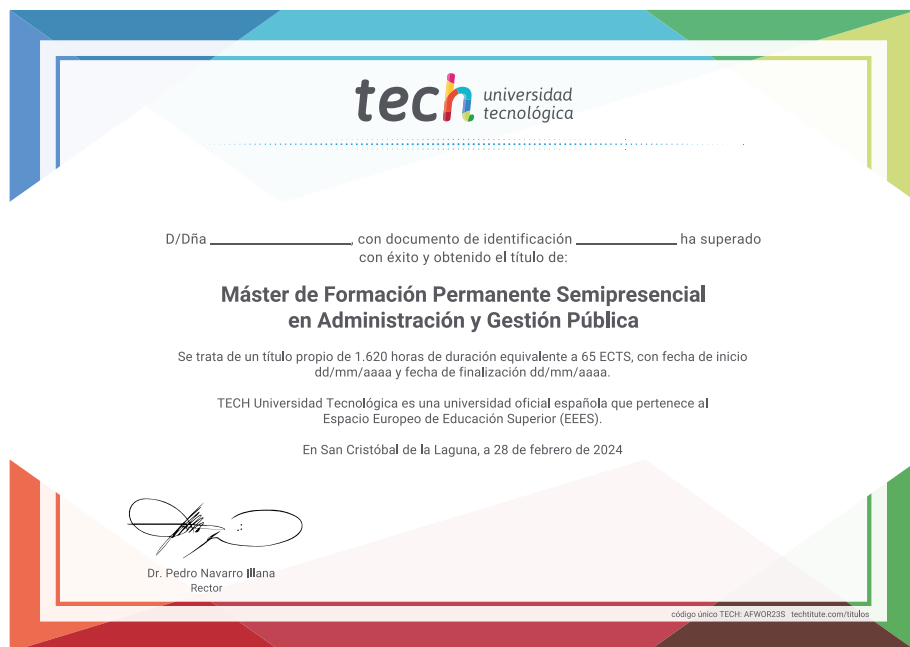 tech universidad
tecnológica
D/Dña ________________, con documento de identificación ____________ ha superado
con éxito y obtenido el título de:
Máster de Formación Permanente Semipresencial
en Administración y Gestión Pública
Se trata de un título propio de 1.620 horas de duración equivalente a 65 ECTS, con fecha de inicio
dd/mm/aaaa y fecha de finalización dd/mm/aaaa.
TECH Universidad Tecnológica es una universidad oficial española que pertenece al
Espacio Europeo de Educación Superior (EEES).
En San Cristóbal de la Laguna, a 28 de febrero de 2024
Dr. Pedro Navarro Illana
Rector
código único TECH: AFWOR23S techtitute.com/titulos